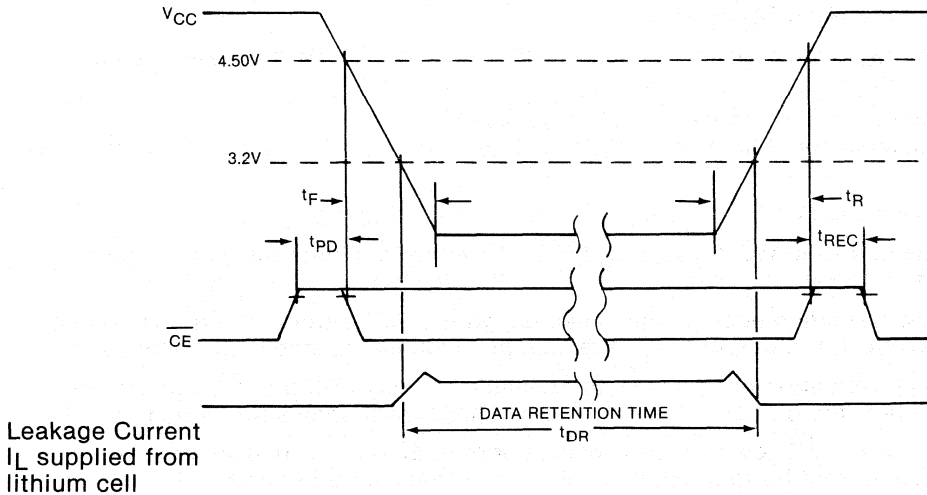 VCC
4.50V
3.2V
tF
tR
tPD
tREC
CE
DATA RETENTION TIME
tDR
Leakage Current
IL supplied from
lithium cell